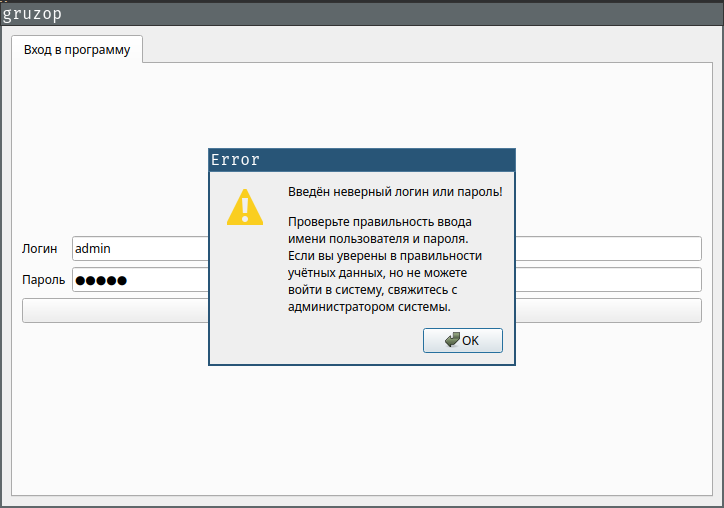 gruzop
Вход в программу
Error
Введён неверный логин или пароль!
Проверьте правильность ввода
имени пользователя и пароля.
Если вы уверены в правильности
учётных данных, но не можете
войти в систему, свяжитесь с
администратором системы.
OK
Логин admin
Пароль ●●●●●